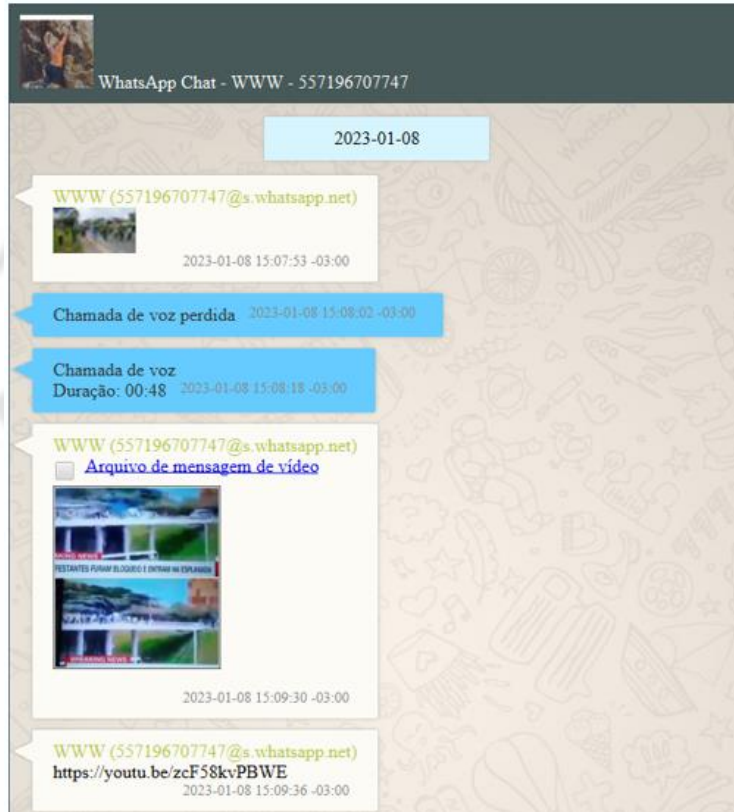 WhatsApp Chat - WWW - 557196707747
2023-01-08
WWW (557196707747@s.whatsapp.net)
2023-01-08 15:07:53 -03:00
Chamada de voz perdida 2023-01-08 15:08:02 -03:00
Chamada de voz
Duração: 00:48 2023-01-08 15:08:18 -03:00
WWW (557196707747@s.whatsapp.net)
Arquivo de mensagem de vídeo
NEWS
FESTANTES FURAM BLOQUEIO E ENTRAM NA ESPLANADA
BREAKING NEWS
2023-01-08 15:09:30 -03:00
WWW (557196707747@s.whatsapp.net)
https://youtu.be/zcF58kvPBWE
2023-01-08 15:09:36 -03:00